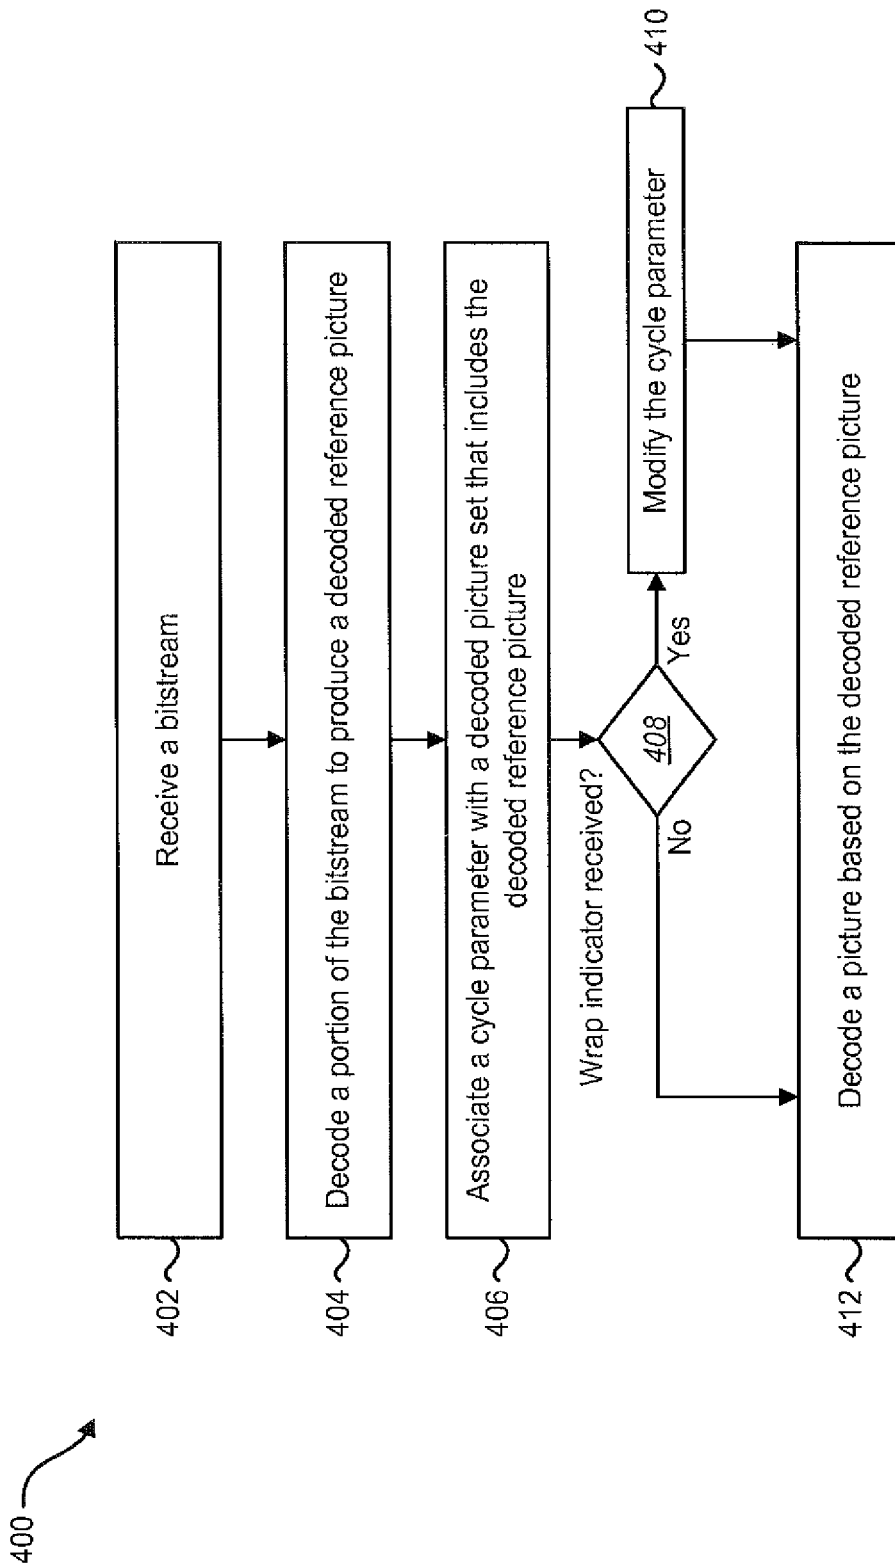 400
402
Receive a bitstream
404
Decode a portion of the bitstream to produce a decoded reference picture
406
Associate a cycle parameter with a decoded picture set that includes the
decoded reference picture
Wrap indicator received?
408
No
Yes
410
Modify the cycle parameter
412
Decode a picture based on the decoded reference picture